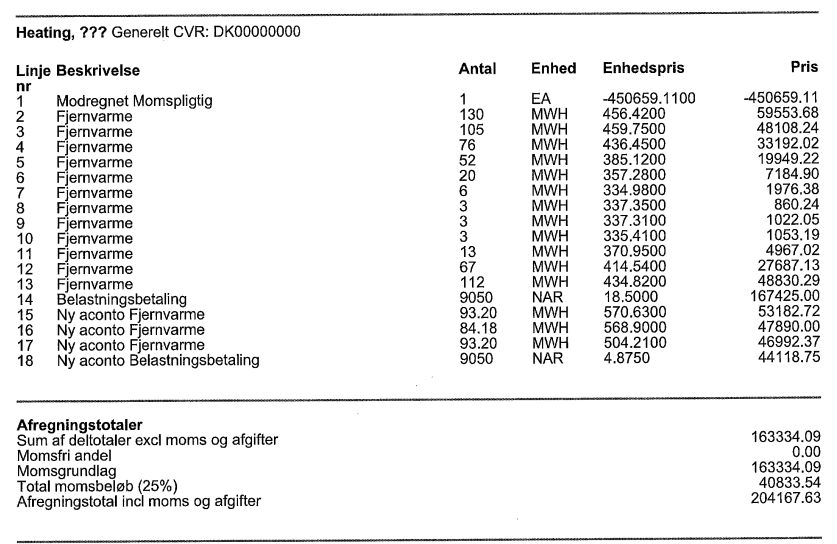 Heating, ??? Generelt CVR: DK00000000
Linje Beskrivelse Antal Enhed Enhedspris Pris
nr
1 Modregnet Momspligtig 1 EA -450659.1100 -450659.11
2 Fjernvarme 130 MWH 456.4200 59553.68
3 Fjernvarme 105 MWH 459.7500 48108.24
4 Fjernvarme 76 MWH 436.4500 33192.02
5 Fjernvarme 52 MWH 385.1200 19949.22
6 Fjernvarme 20 MWH 357.2800 7184.90
7 Fjernvarme 6 MWH 334.9800 1976.38
8 Fjernvarme 3 MWH 337.3500 860.24
9 Fjernvarme 3 MWH 337.3100 1022.05
10 Fjernvarme 3 MWH 335.4100 1053.19
11 Fjernvarme 13 MWH 370.9500 4967.02
12 Fjernvarme 67 MWH 414.5400 27687.13
13 Fjernvarme 112 MWH 434.8200 48830.29
14 Belastningsbetaling 9050 NAR 18.5000 167425.00
15 Ny aconto Fjernvarme 93.20 MWH 570.6300 53182.72
16 Ny aconto Fjernvarme 84.18 MWH 568.9000 47890.00
17 Ny aconto Fjernvarme 93.20 MWH 504.2100 46992.37
18 Ny aconto Belastningsbetaling 9050 NAR 4.8750 44118.75
Afregningstotaler
Sum af deltotaler excl moms og afgifter 163334.09
Momsfri andel 0.00
Momsgrundlag 163334.09
Total momsbeløb (25%) 40833.54
Afregningstotal incl moms og afgifter 204167.63